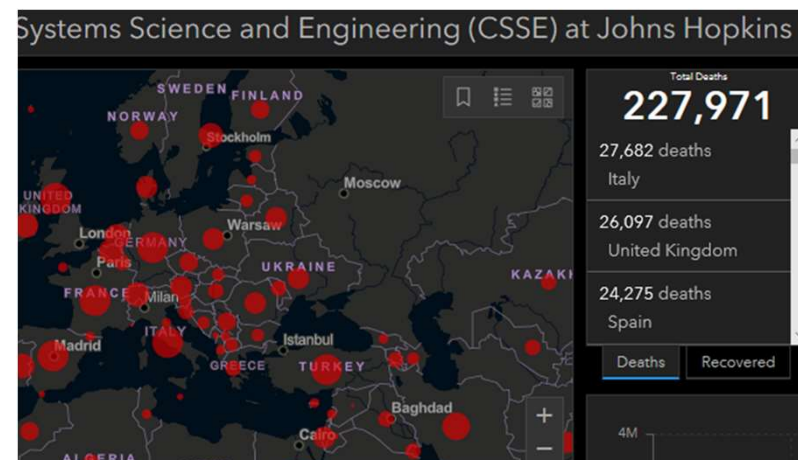 Systems Science and Engineering (CSSE) at Johns Hopkins
SWEDEN
FINLAND
NORWAY
Stockholm
Moscow
UNITED
KINGDOM
London
Warsaw
GERMANY
Paris
UKRAINE
KAZAKH
FRANCE
Milan
ITALY
Istanbul
Madrid
GREECE
TURKEY
Baghdad
Cairo
ALGERIA
+
−
Total Deaths
227,971
27,682 deaths
Italy
26,097 deaths
United Kingdom
24,275 deaths
Spain
Deaths
Recovered
4M